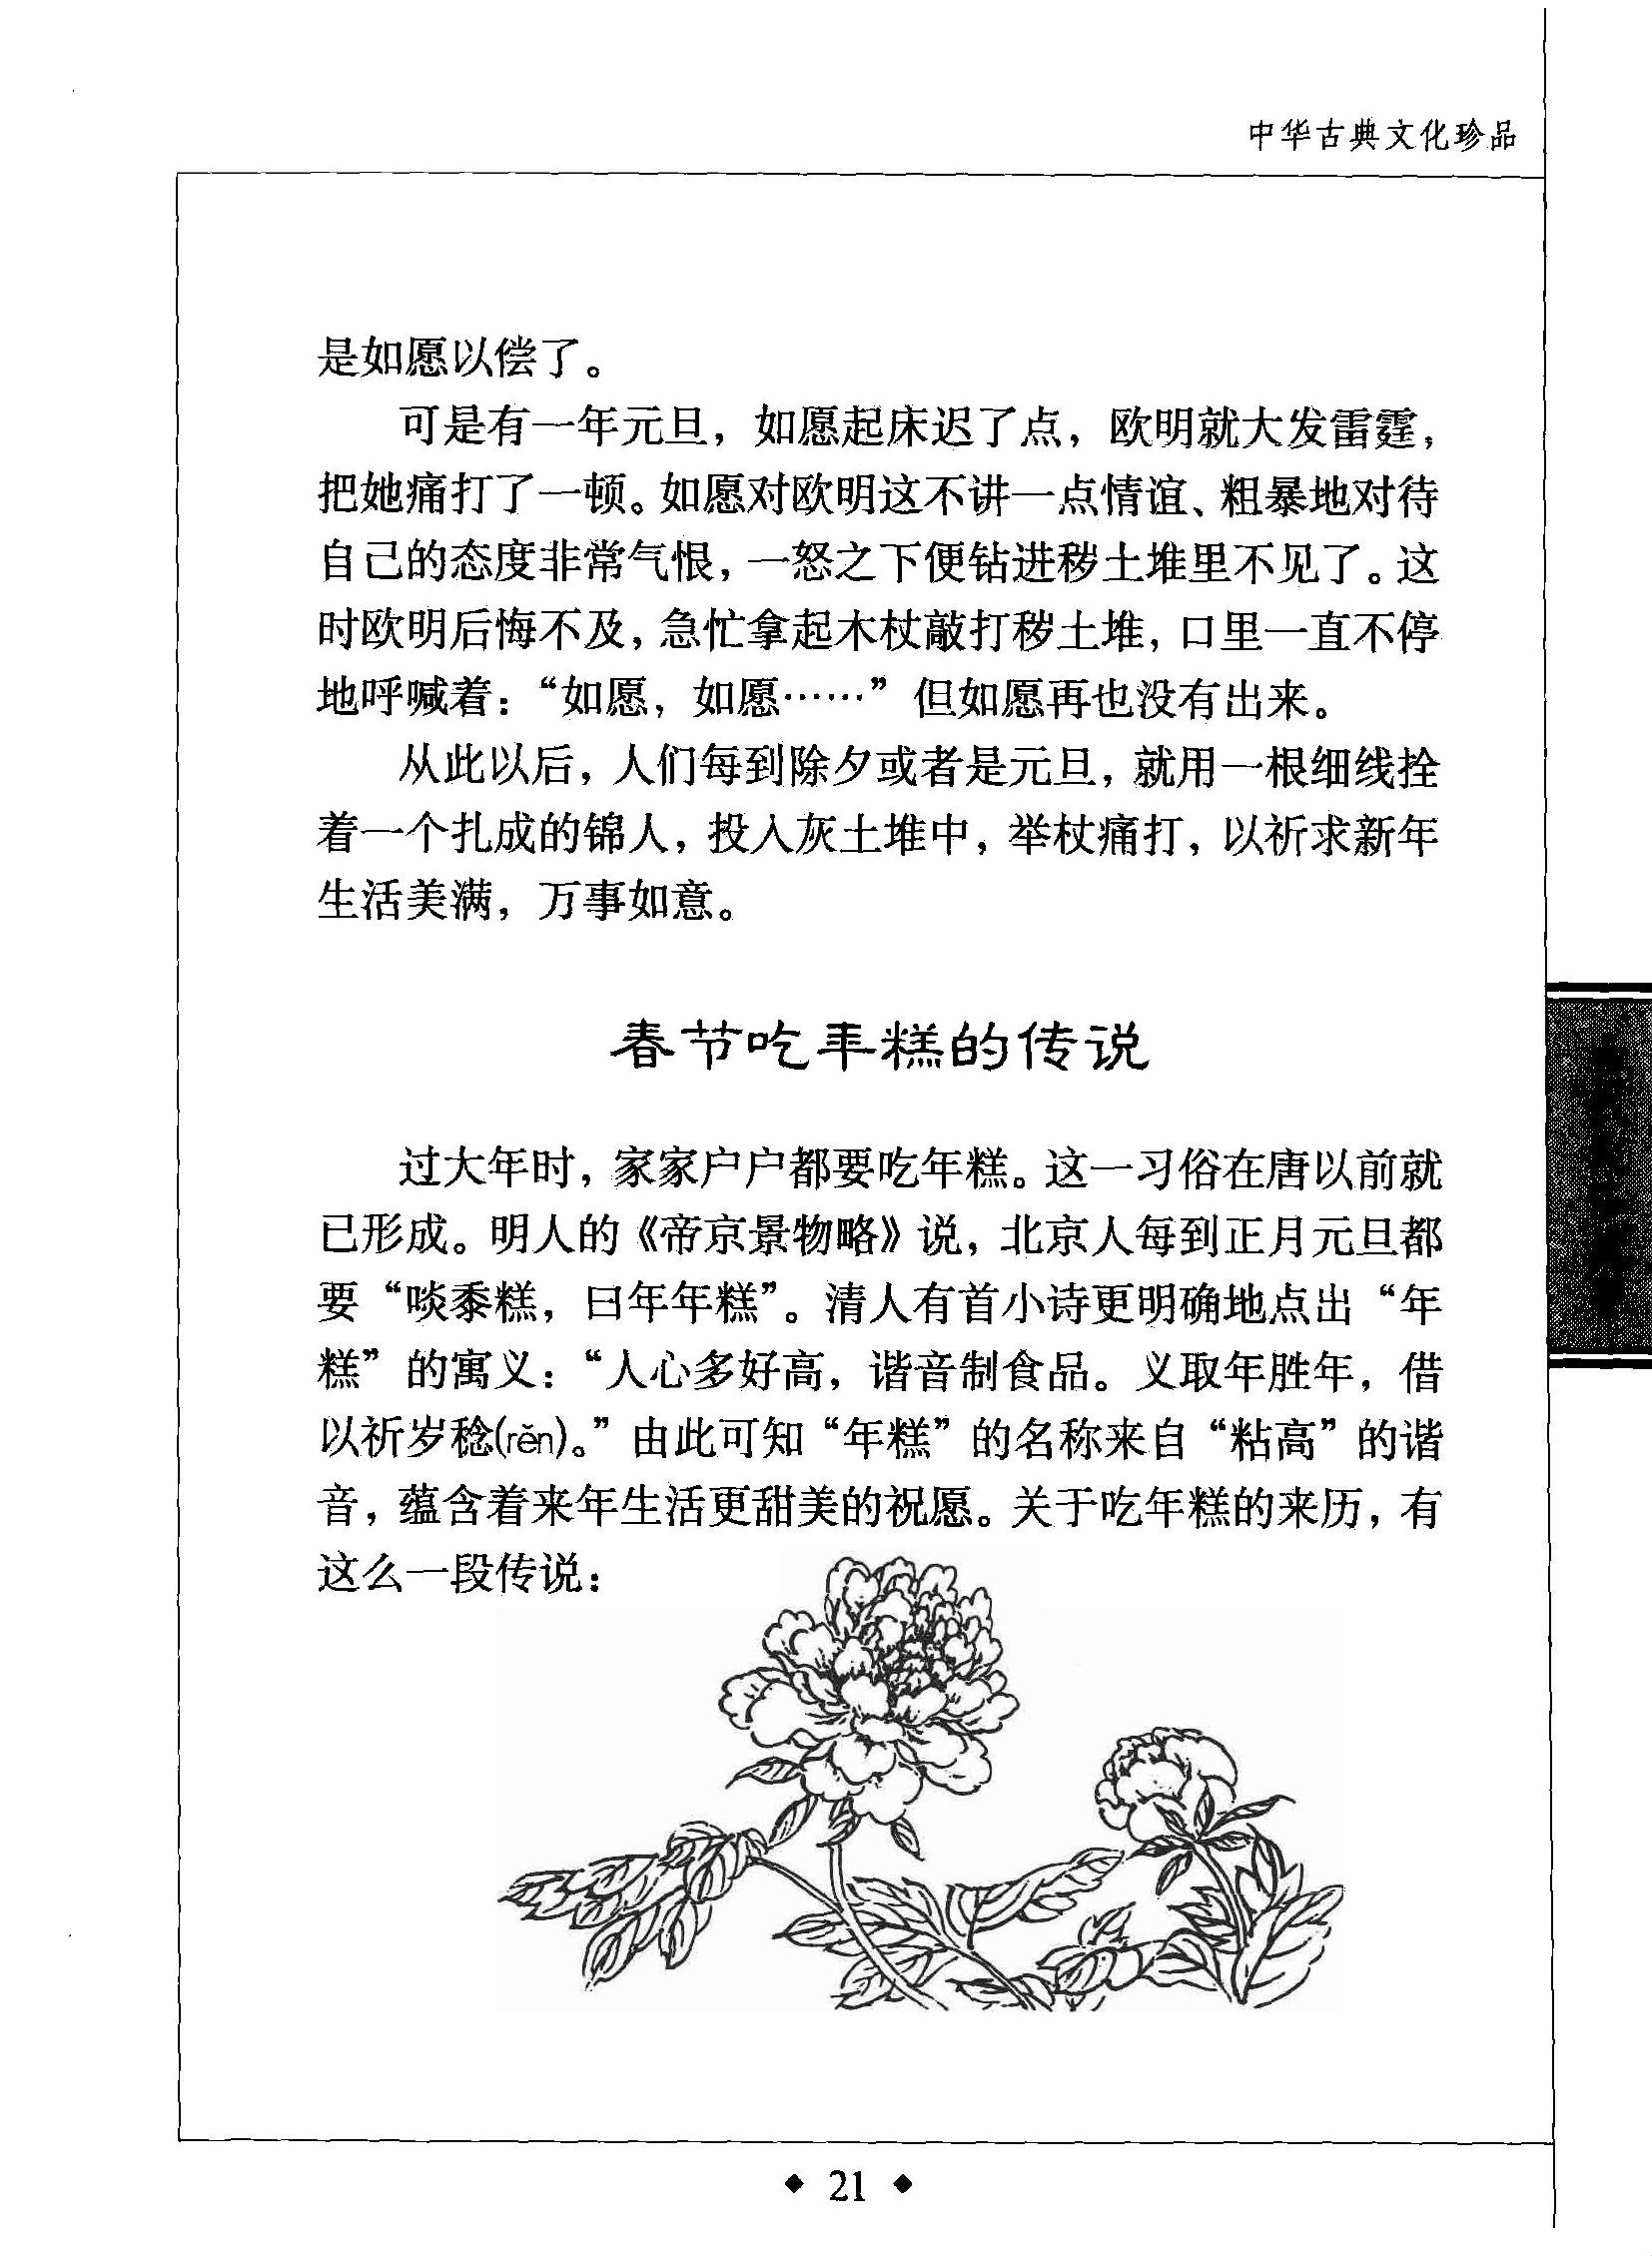 中华古典文化珍品
是如愿以偿了。
可是有一年元旦，如愿起床迟了点，欧明就大发雷霆，
把她痛打了一顿。如愿对欧明这不讲一点情谊、粗暴地对待
自己的态度非常气恨，一怒之下便钻进秽土堆里不见了。这
时欧明后悔不及，急忙拿起木杖敲打秽土堆，口里一直不停
地呼喊着：“如愿，如愿……”但如愿再也没有出来。
从此以后，人们每到除夕或者是元旦，就用一根细线拴
着一个扎成的锦人，投入灰土堆中，举杖痛打，以祈求新年
生活美满，万事如意。
春节吃年糕的传说
过大年时，家家户户都要吃年糕。这一习俗在唐以前就
已形成。明人的《帝京景物略》说，北京人每到正月元旦都
要“啖黍糕，曰年年糕”。清人有首小诗更明确地点出“年
糕”的寓义：“人心多好高，谐音制食品。义取年胜年，借
以祈岁稔(rěn)。”由此可知“年糕”的名称来自“粘高”的谐
音，蕴含着来年生活更甜美的祝愿。关于吃年糕的来历，有
这么一段传说：
◆ 21 ◆